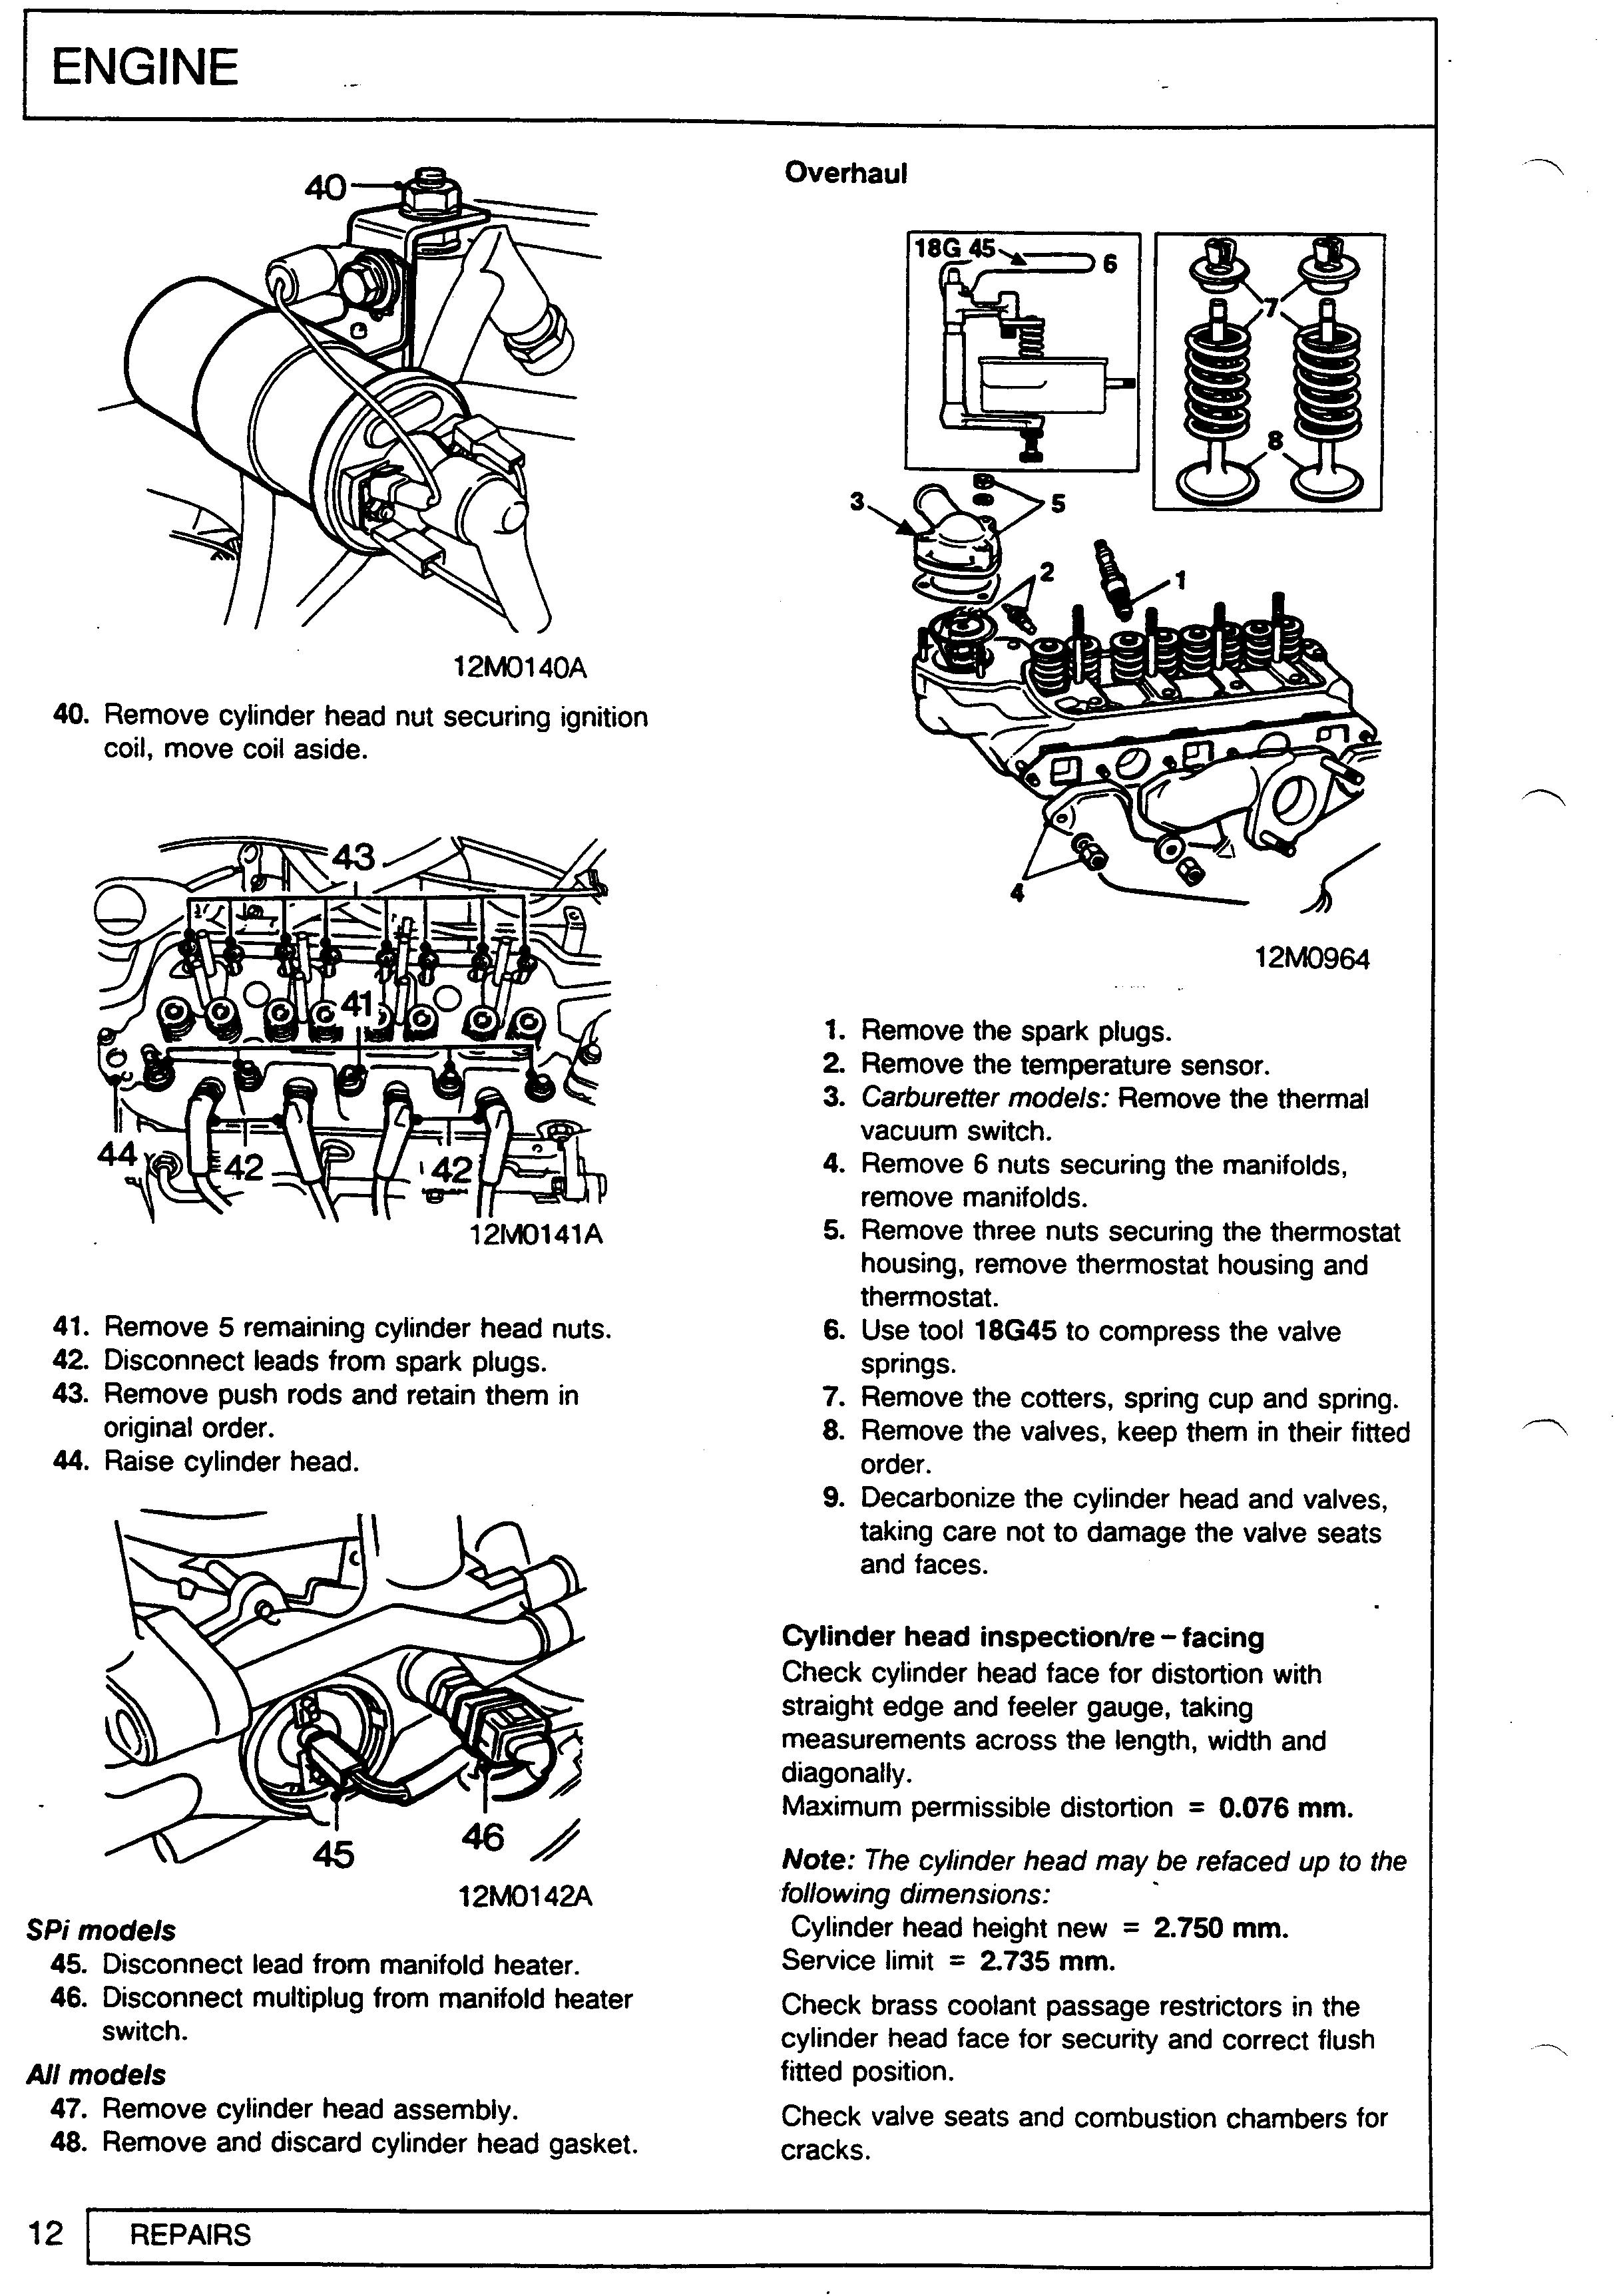 ENGINE
40
12M0140A
40. Remove cylinder head nut securing ignition
coil, move coil aside.
43
41
44
42
42
12M0141A
41. Remove 5 remaining cylinder head nuts.
42. Disconnect leads from spark plugs.
43. Remove push rods and retain them in
original order.
44. Raise cylinder head.
45
46
12M0142A
SPi models
45. Disconnect lead from manifold heater.
46. Disconnect multiplug from manifold heater
switch.
All models
47. Remove cylinder head assembly.
48. Remove and discard cylinder head gasket.
Overhaul
18G 45
6
7
8
3
5
2
1
4
12M0964
1. Remove the spark plugs.
2. Remove the temperature sensor.
3. Carburetter models: Remove the thermal
vacuum switch.
4. Remove 6 nuts securing the manifolds,
remove manifolds.
5. Remove three nuts securing the thermostat
housing, remove thermostat housing and
thermostat.
6. Use tool 18G45 to compress the valve
springs.
7. Remove the cotters, spring cup and spring.
8. Remove the valves, keep them in their fitted
order.
9. Decarbonize the cylinder head and valves,
taking care not to damage the valve seats
and faces.
Cylinder head inspection/re – facing
Check cylinder head face for distortion with
straight edge and feeler gauge, taking
measurements across the length, width and
diagonally.
Maximum permissible distortion = 0.076 mm.
Note: The cylinder head may be refaced up to the
following dimensions:
Cylinder head height new = 2.750 mm.
Service limit = 2.735 mm.
Check brass coolant passage restrictors in the
cylinder head face for security and correct flush
fitted position.
Check valve seats and combustion chambers for
cracks.
12
REPAIRS